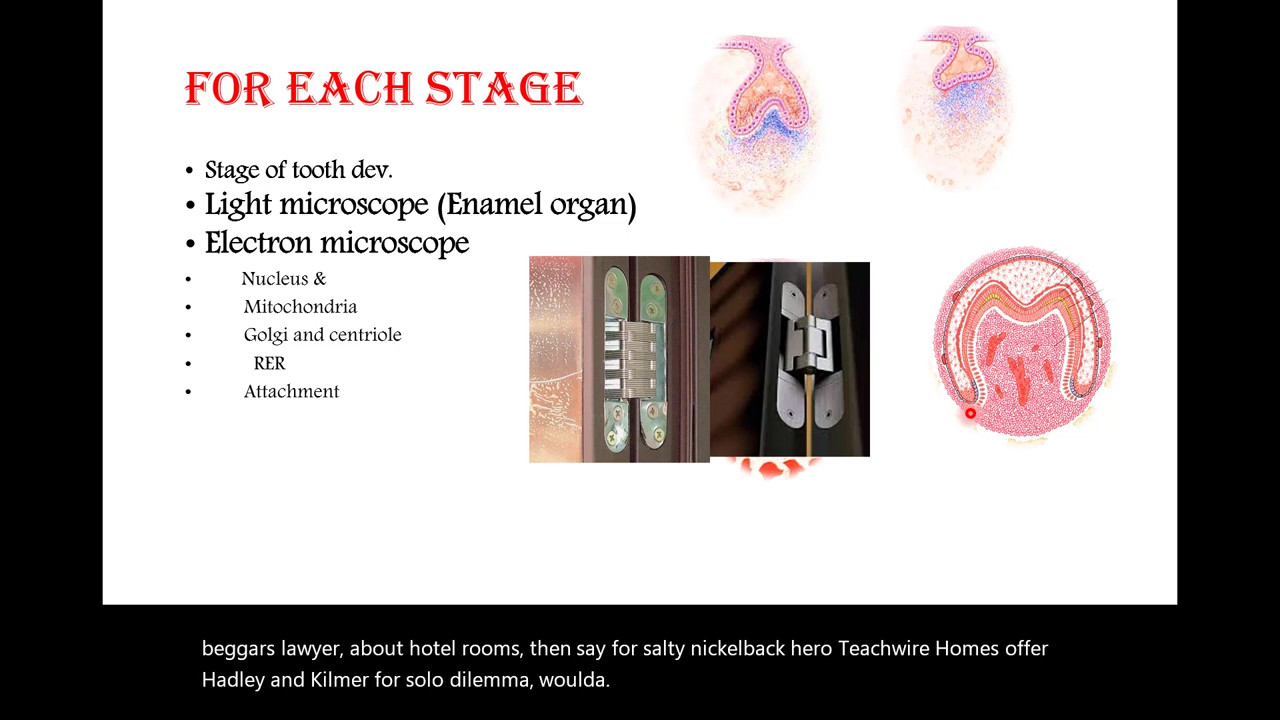 FOR EACH STAGE
• Stage of tooth dev.
• Light microscope (Enamel organ)
• Electron microscope
• Nucleus &
• Mitochondria
• Golgi and centriole
• RER
• Attachment
beggars lawyer, about hotel rooms, then say for salty nickelback hero Teachwire Homes offer
Hadley and Kilmer for solo dilemma, woulda.